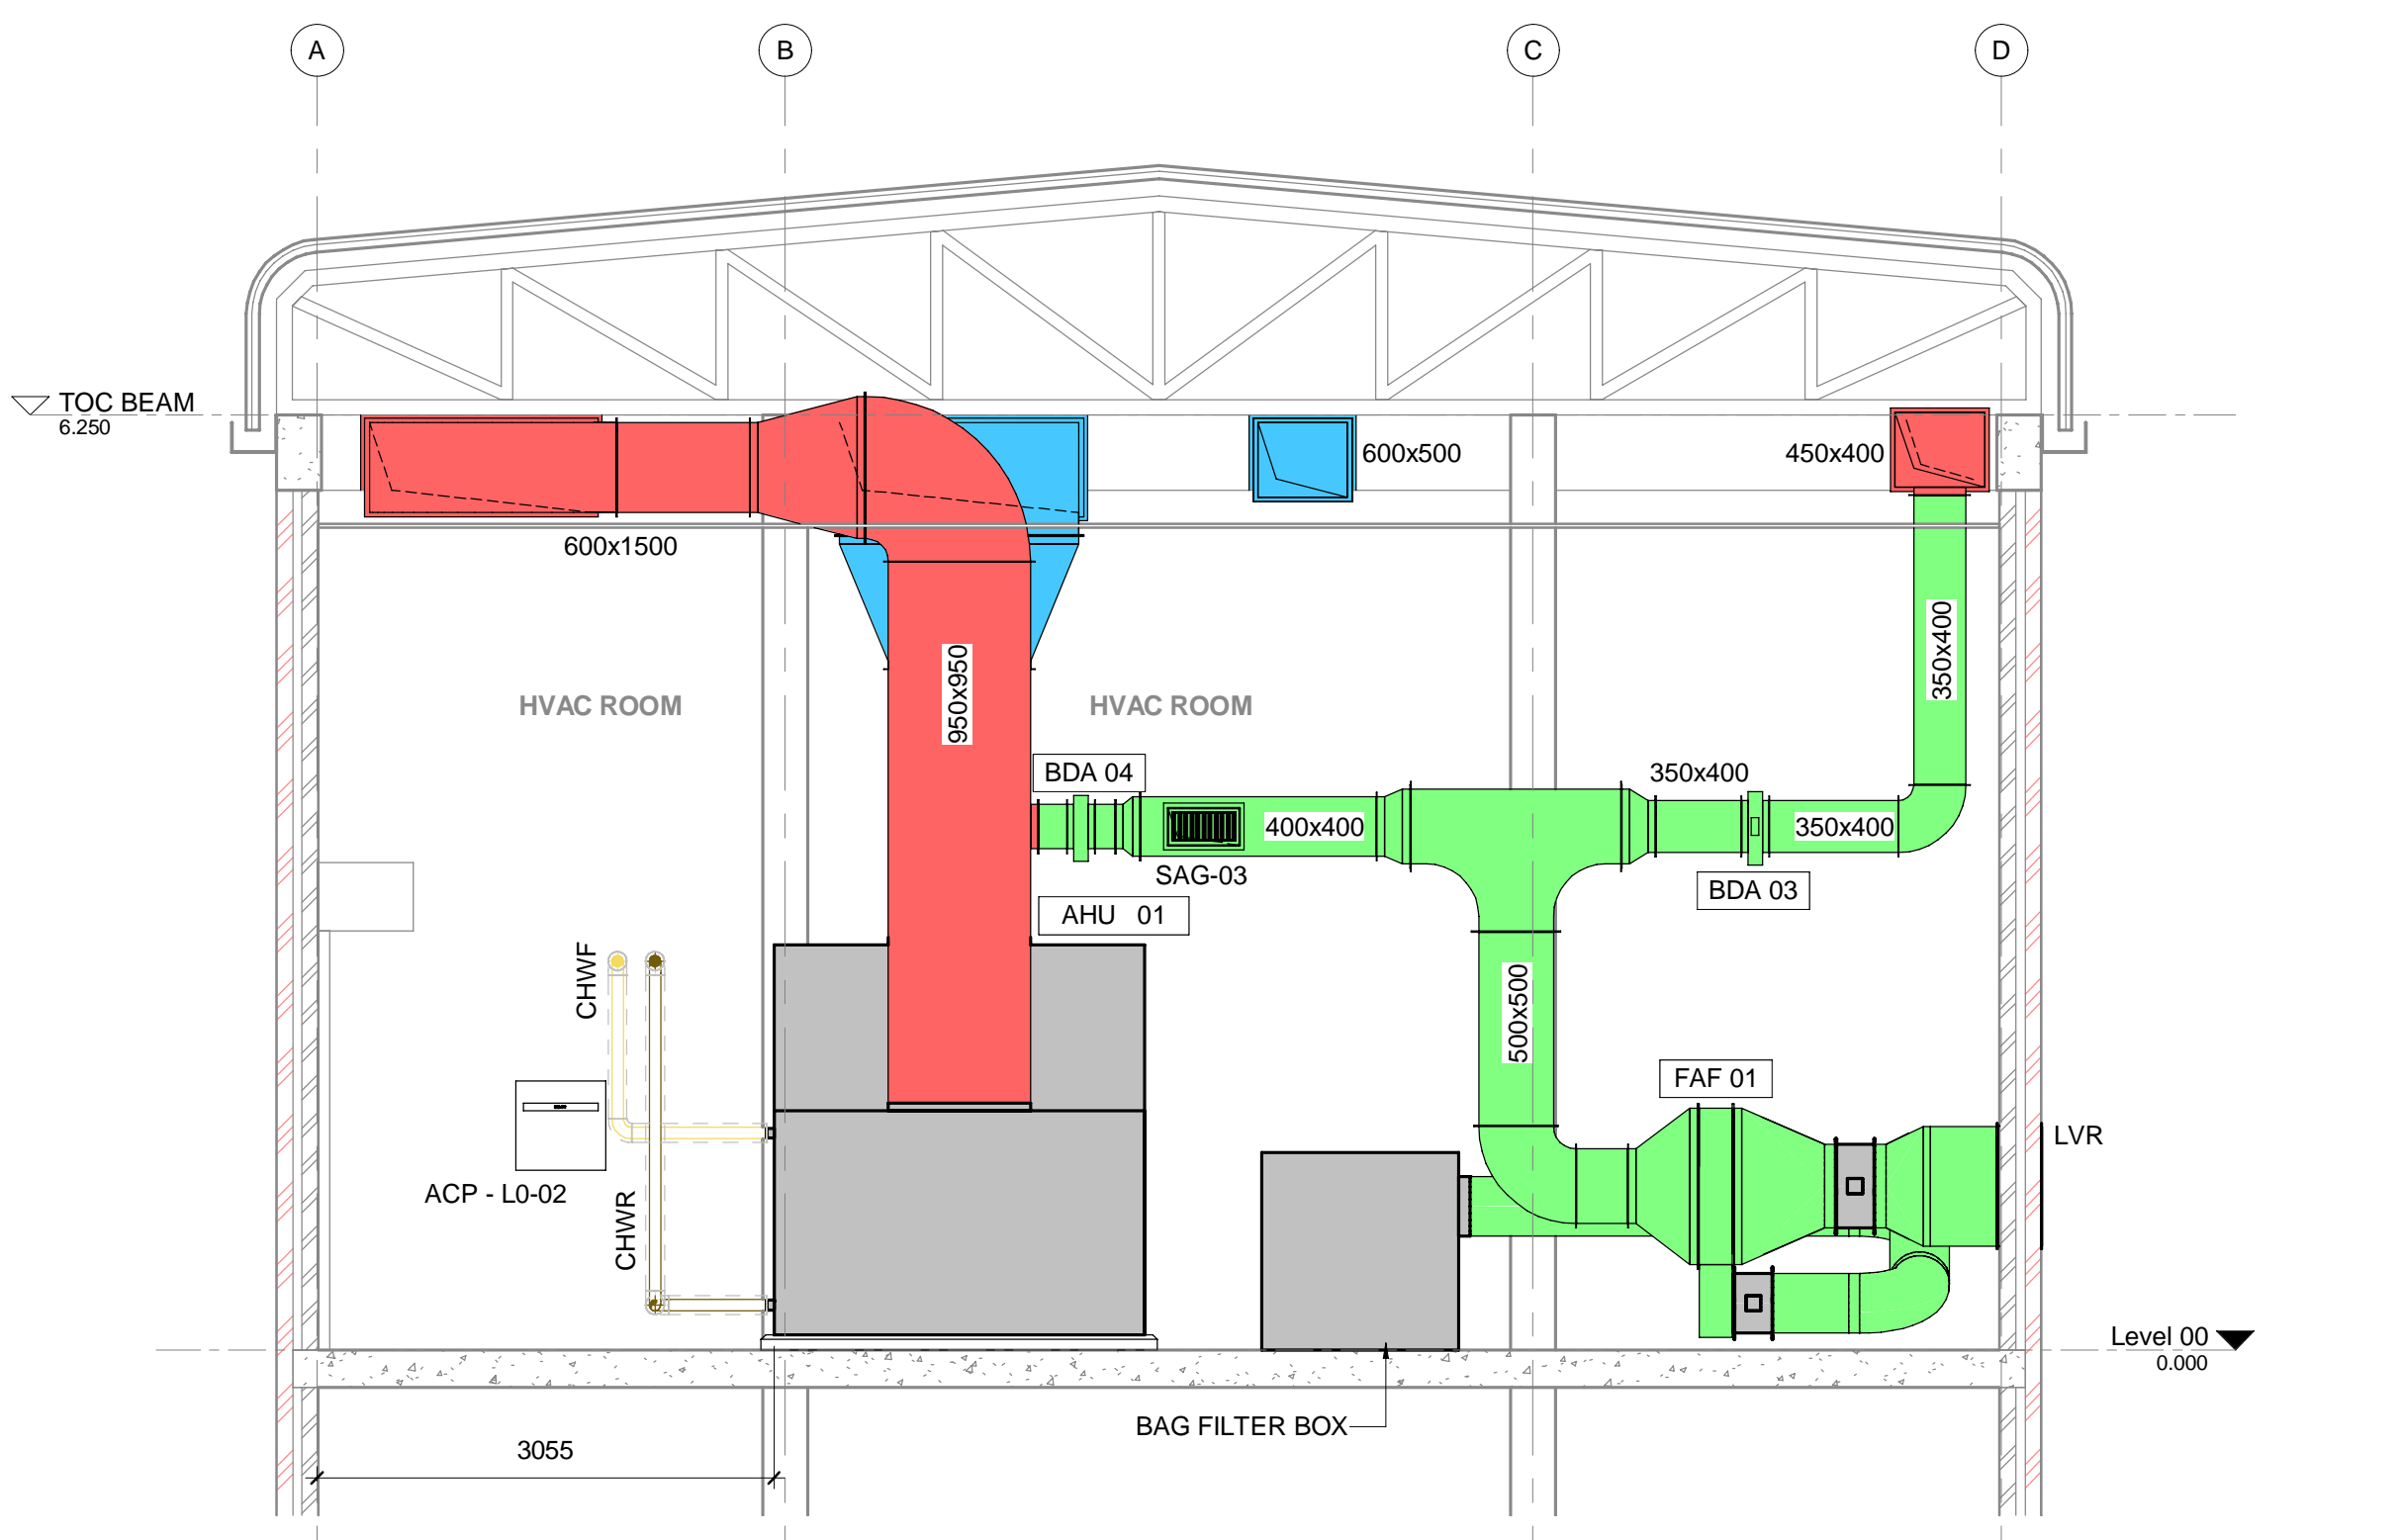 A
B
C
D
TOC BEAM
6.250
600x500
450x400
600x1500
350x400
950x950
HVAC ROOM
HVAC ROOM
BDA 04
350x400
400x400
350x400
SAG-03
BDA 03
AHU 01
CHWF
500x500
FAF 01
LVR
ACP - L0-02
CHWR
Level 00
0.000
BAG FILTER BOX
3055